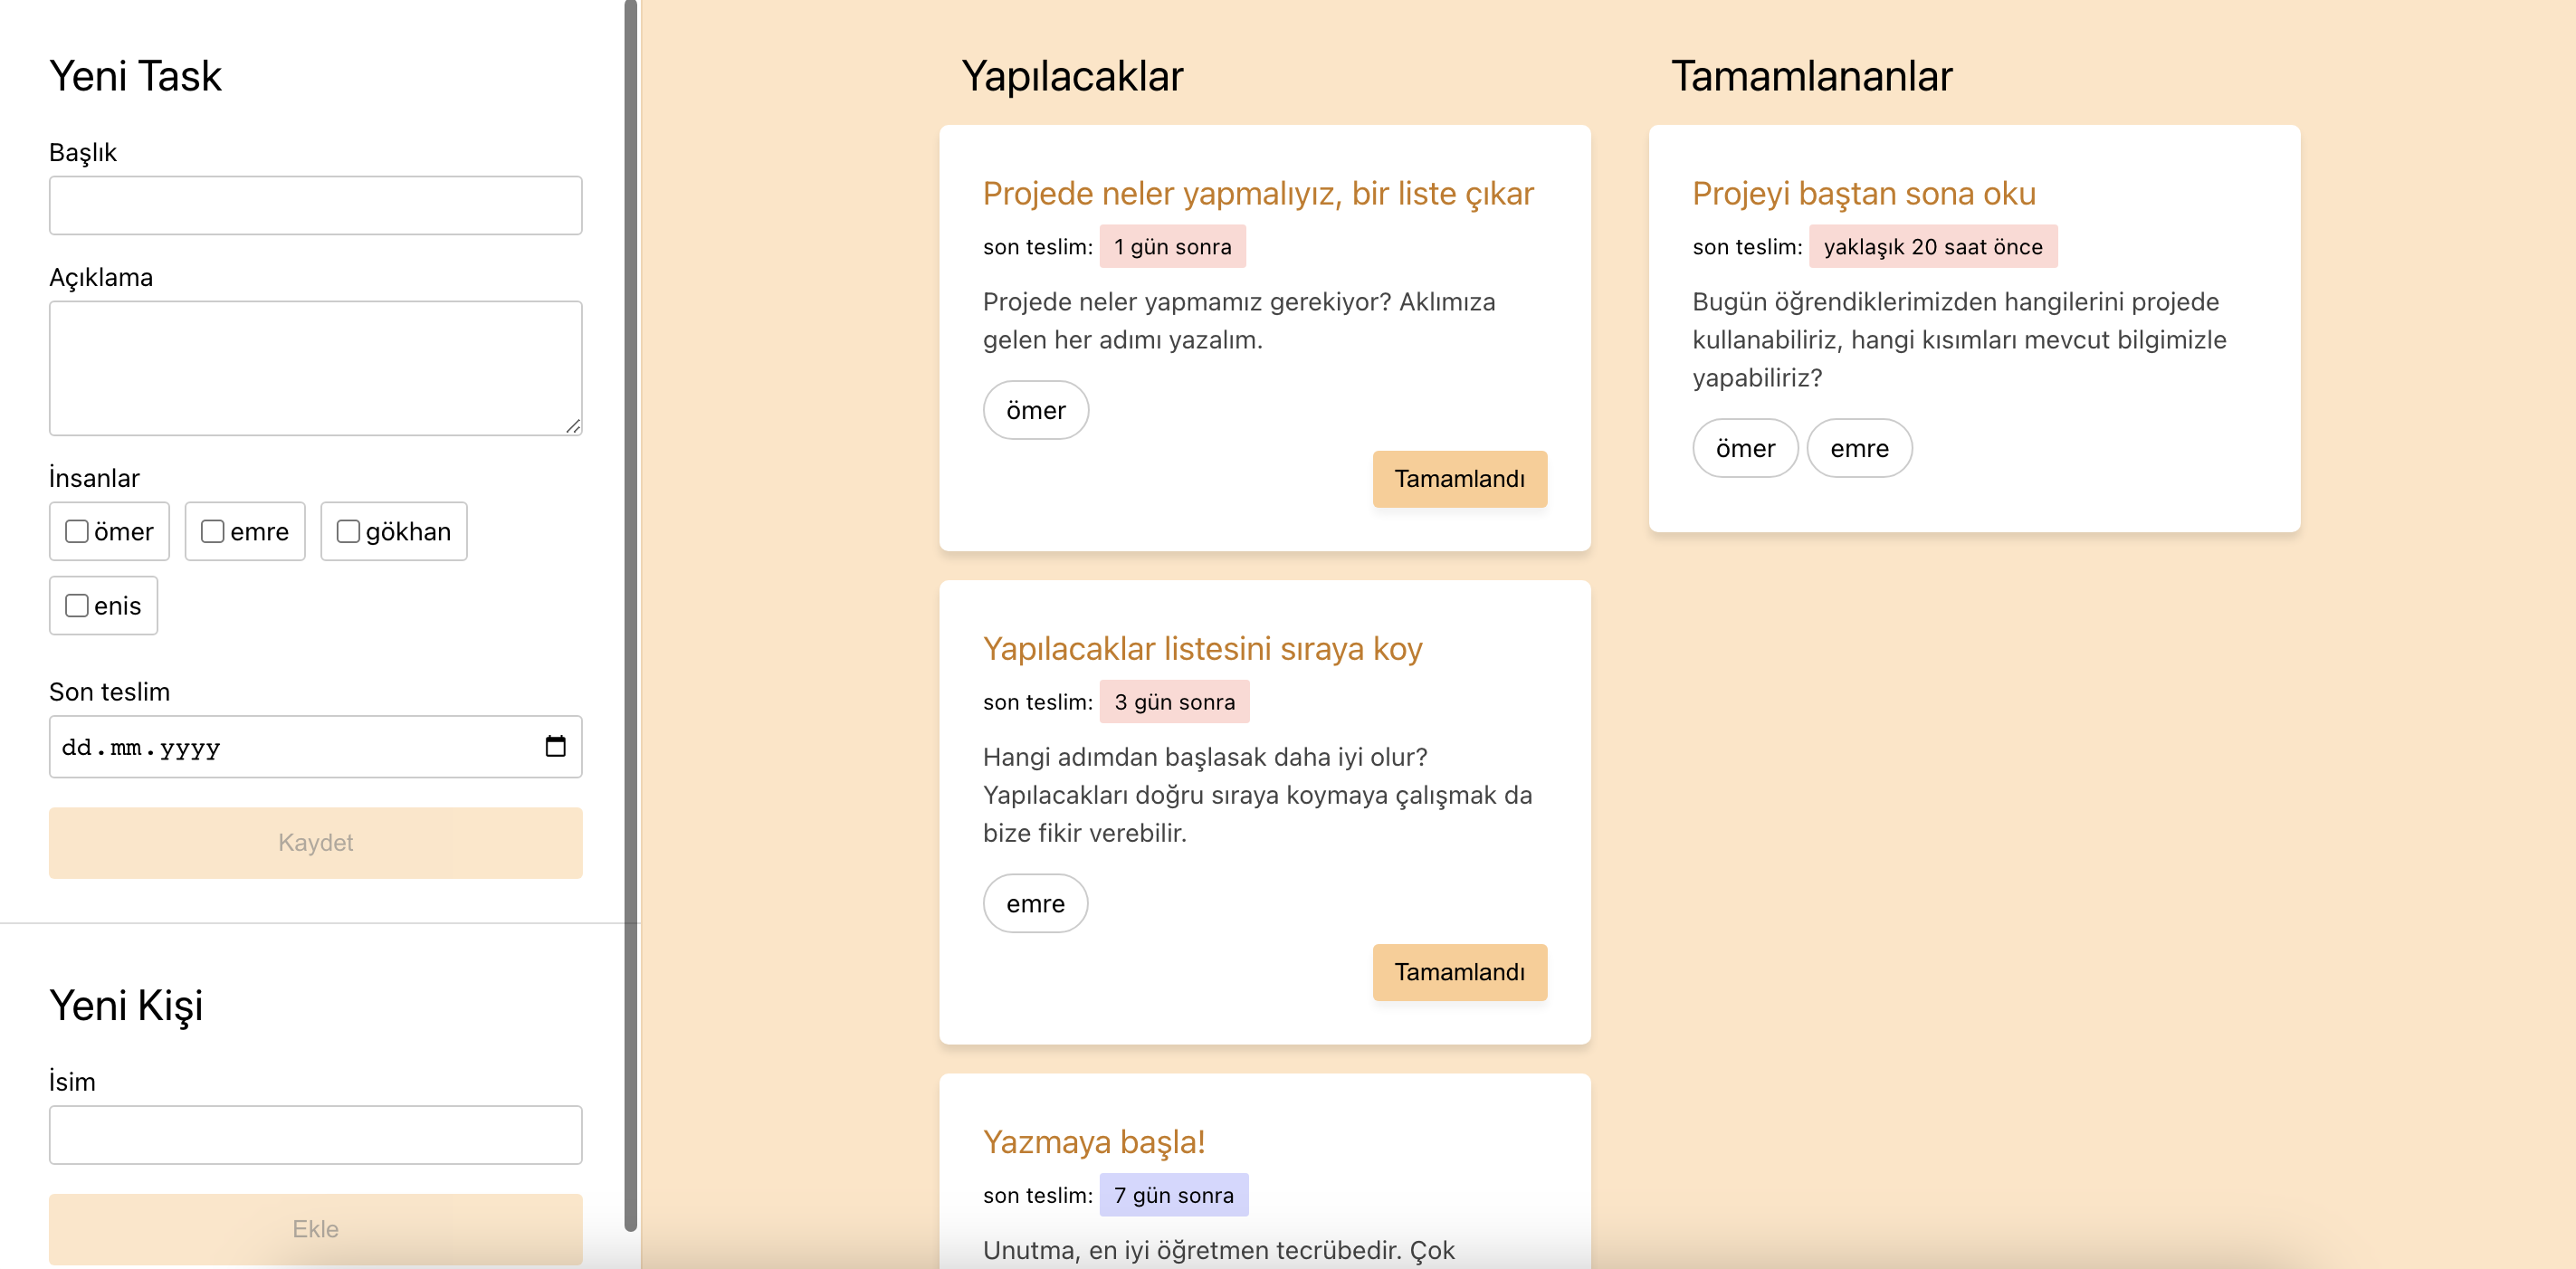 Yeni Task
Başlık
Açıklama
İnsanlar
ömer
emre
gökhan
enis
Son teslim
dd.mm.yyyy
Kaydet
Yeni Kişi
İsim
Ekle
Yapılacaklar
Projede neler yapmalıyız, bir liste çıkar
son teslim: 1 gün sonra
Projede neler yapmamız gerekiyor? Aklımıza
gelen her adımı yazalım.
ömer
Tamamlandı
Yapılacaklar listesini sıraya koy
son teslim: 3 gün sonra
Hangi adımdan başlasak daha iyi olur?
Yapılacakları doğru sıraya koymaya çalışmak da
bize fikir verebilir.
emre
Tamamlandı
Yazmaya başla!
son teslim: 7 gün sonra
Unutma, en iyi öğretmen tecrübedir. Çok
Tamamlananlar
Projeyi baştan sona oku
son teslim: yaklaşık 20 saat önce
Bugün öğrendiklerimizden hangilerini projede
kullanabiliriz, hangi kısımları mevcut bilgimizle
yapabiliriz?
ömer
emre